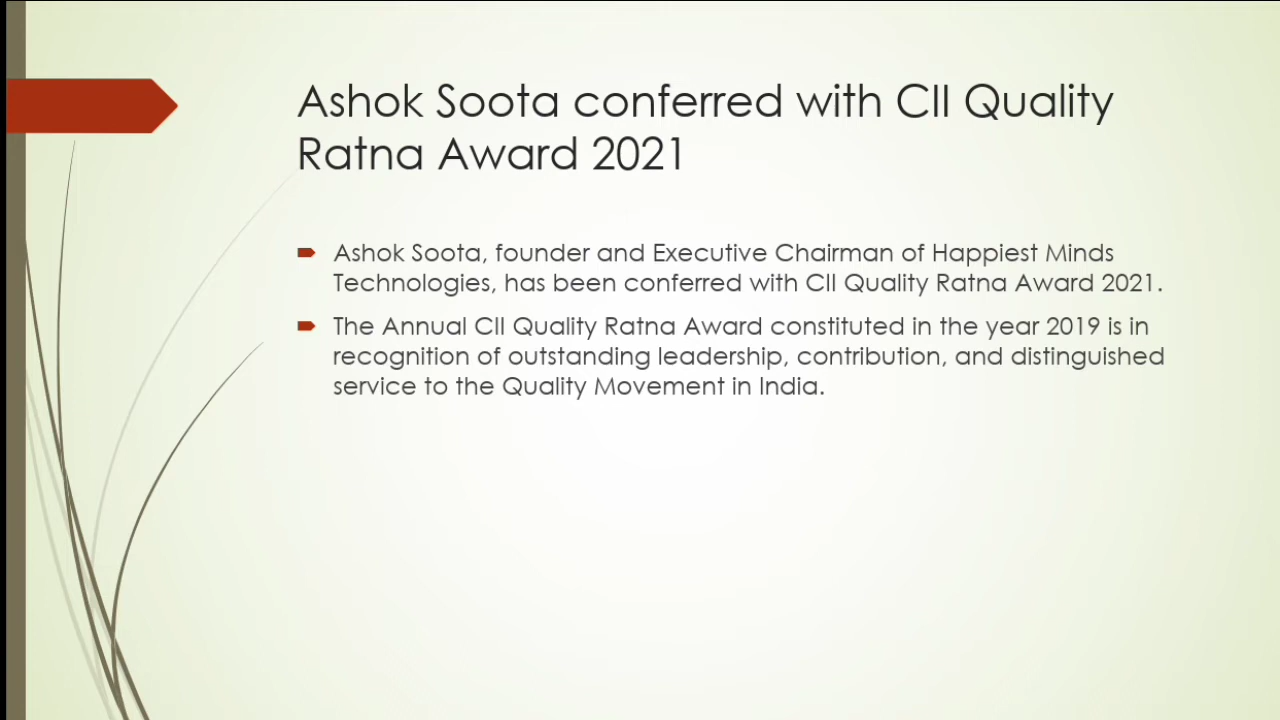 Ashok Soota conferred with CII Quality
Ratna Award 2021
Ashok Soota, founder and Executive Chairman of Happiest Minds
Technologies, has been conferred with CII Quality Ratna Award 2021.
The Annual CII Quality Ratna Award constituted in the year 2019 is in
recognition of outstanding leadership, contribution, and distinguished
service to the Quality Movement in India.